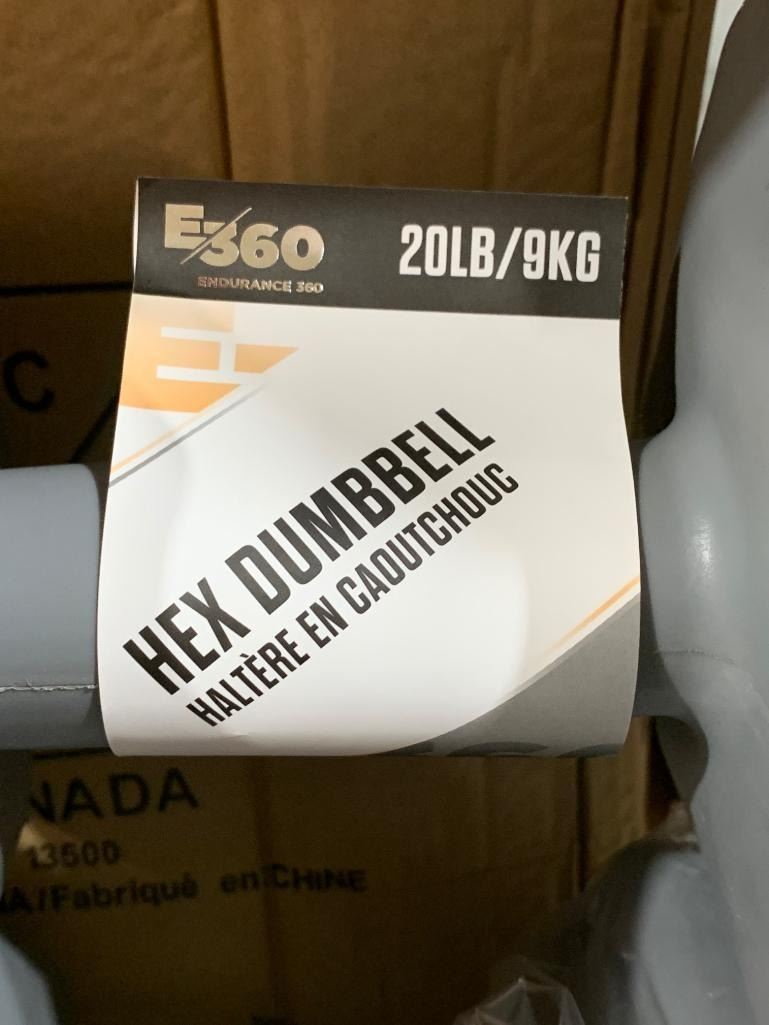 E360
ENDURANCE 360
20LB/9KG
HEX DUMBBELL
HALTÈRE EN CAOUTCHOUC
C
NADA
13500
A/Fabriqué en CHINE